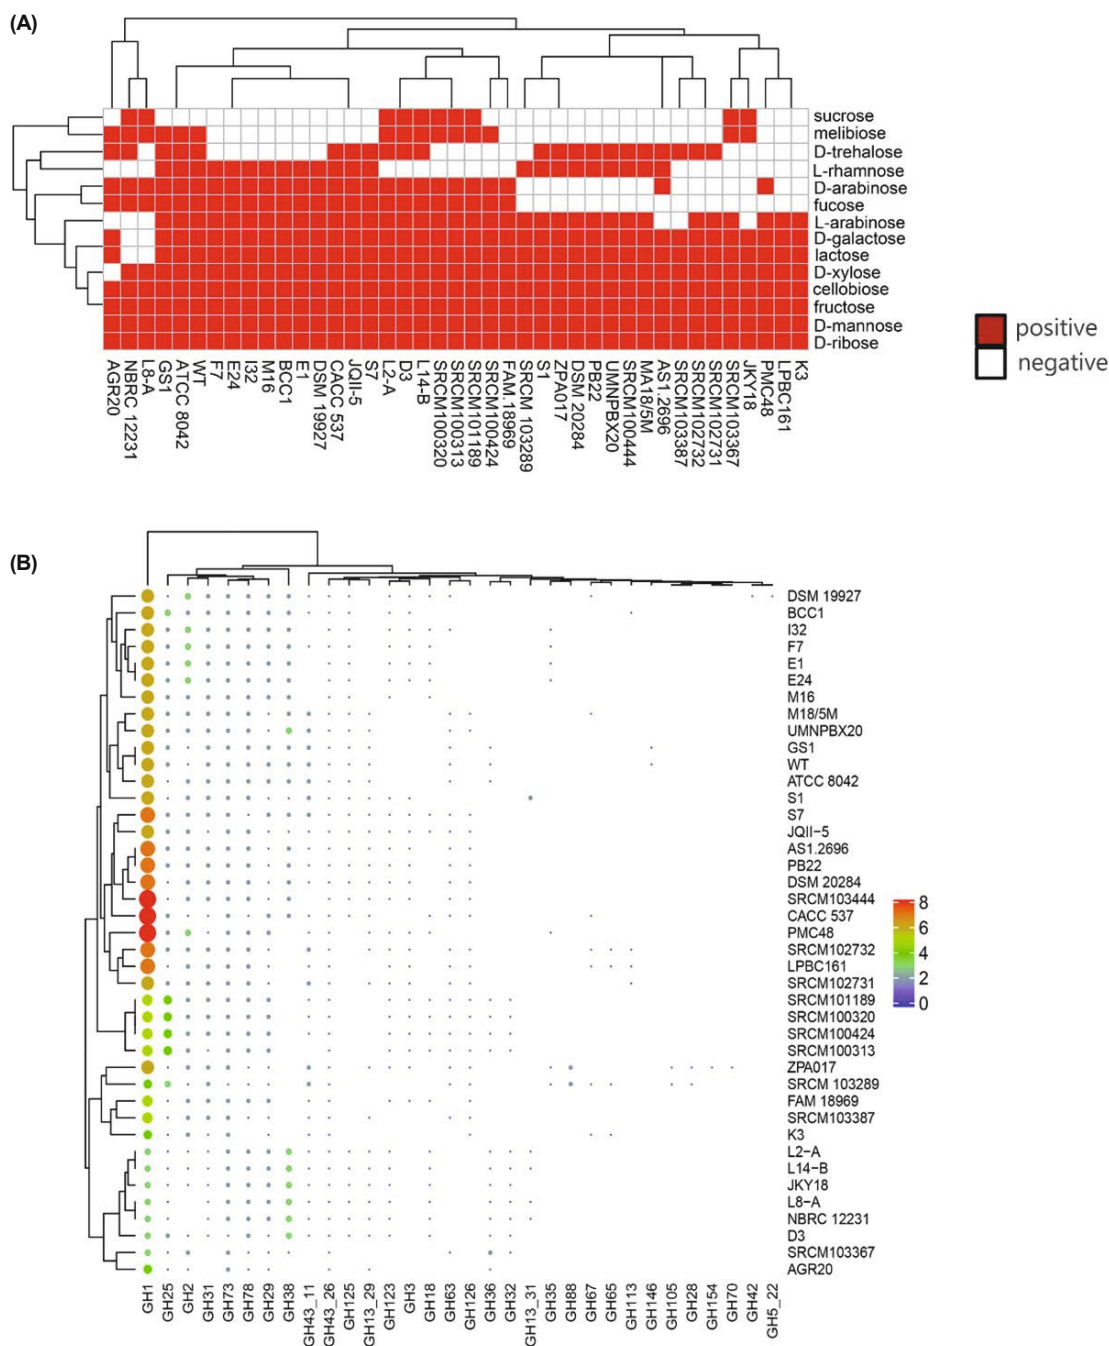 (A)
sucrose
melibiose
D-trehalose
L-rhamnose
D-arabinose
fucose
L-arabinose
D-galactose
lactose
D-xylose
cellobiose
fructose
D-mannose
D-ribose
positive
negative
AGR20
NBRC 12231
L8-A
GS1
ATCC 8042
WT
F7
E24
I32
M16
BCC1
E1
DSM 19927
CACC 537
JQII-5
S7
L2-A
D3
L14-B
SRCM100020
SRCM100313
SRCM101189
SRCM100424
FAM.18969
SRCM 103289
S1
ZPA017
DSM 20284
PB22
UMNPBX20
SRCM100444
MA18/5M
AS1.2696
SRCM103387
SRCM102732
SRCM102731
SRCM103367
JKY18
PMC48
LPBC161
K3
(B)
DSM 19927
BCC1
I32
F7
E1
E24
M16
M18/5M
UMNPBX20
GS1
WT
ATCC 8042
S1
S7
JQII−5
AS1.2696
PB22
DSM 20284
SRCM103444
CACC 537
PMC48
SRCM102732
LPBC161
SRCM102731
SRCM101189
SRCM100320
SRCM100424
SRCM100313
ZPA017
SRCM 103289
FAM 18969
SRCM103387
K3
L2−A
L14−B
JKY18
L8−A
NBRC 12231
D3
SRCM103367
AGR20
8
6
4
2
0
GH1
GH25
GH2
GH31
GH73
GH78
GH29
GH38
GH43_11
GH43_26
GH125
GH13_29
GH123
GH3
GH18
GH63
GH126
GH36
GH32
GH13_31
GH35
GH88
GH67
GH65
GH113
GH146
GH105
GH28
GH154
GH70
GH42
GH5_22